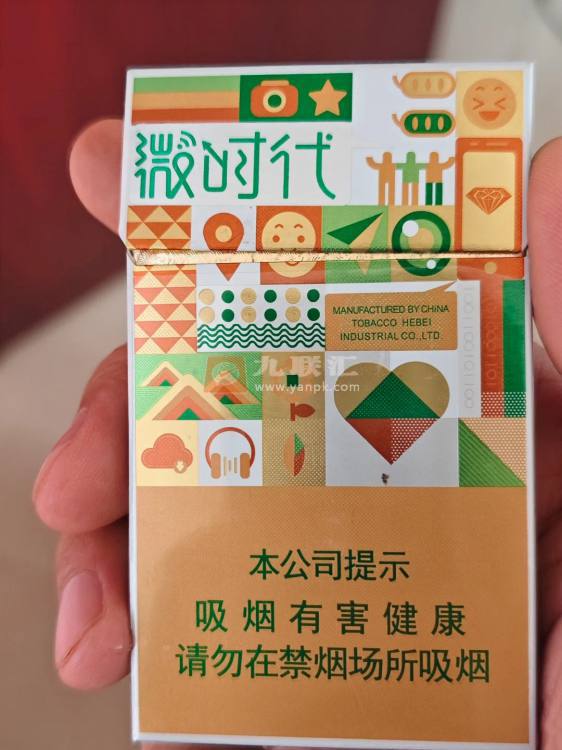 微时代
MANUFACTURED BY CHINA
TOBACCO HEBEI
INDUSTRIAL CO.,LTD.
九联汇
www.yanpk.com
本公司提示
吸烟有害健康
请勿在禁烟场所吸烟